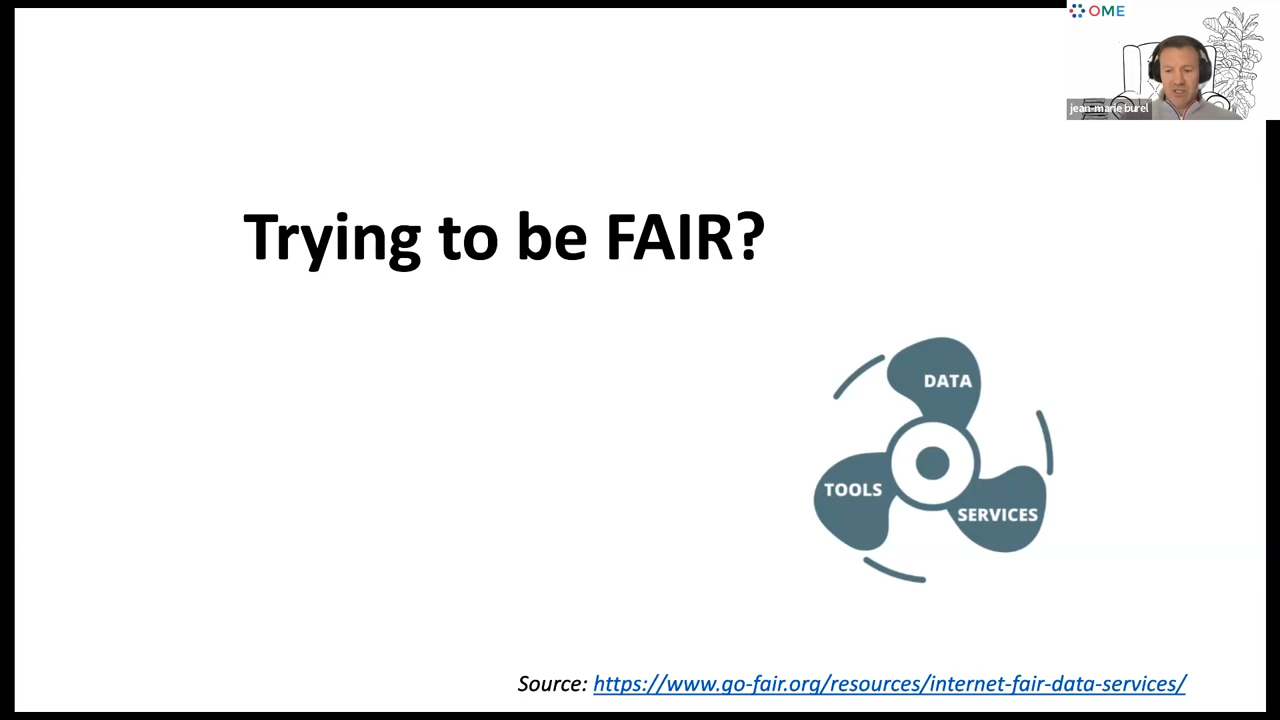 OME
jean-marie burel
Trying to be FAIR?
DATA
TOOLS
SERVICES
Source: https://www.go-fair.org/resources/internet-fair-data-services/